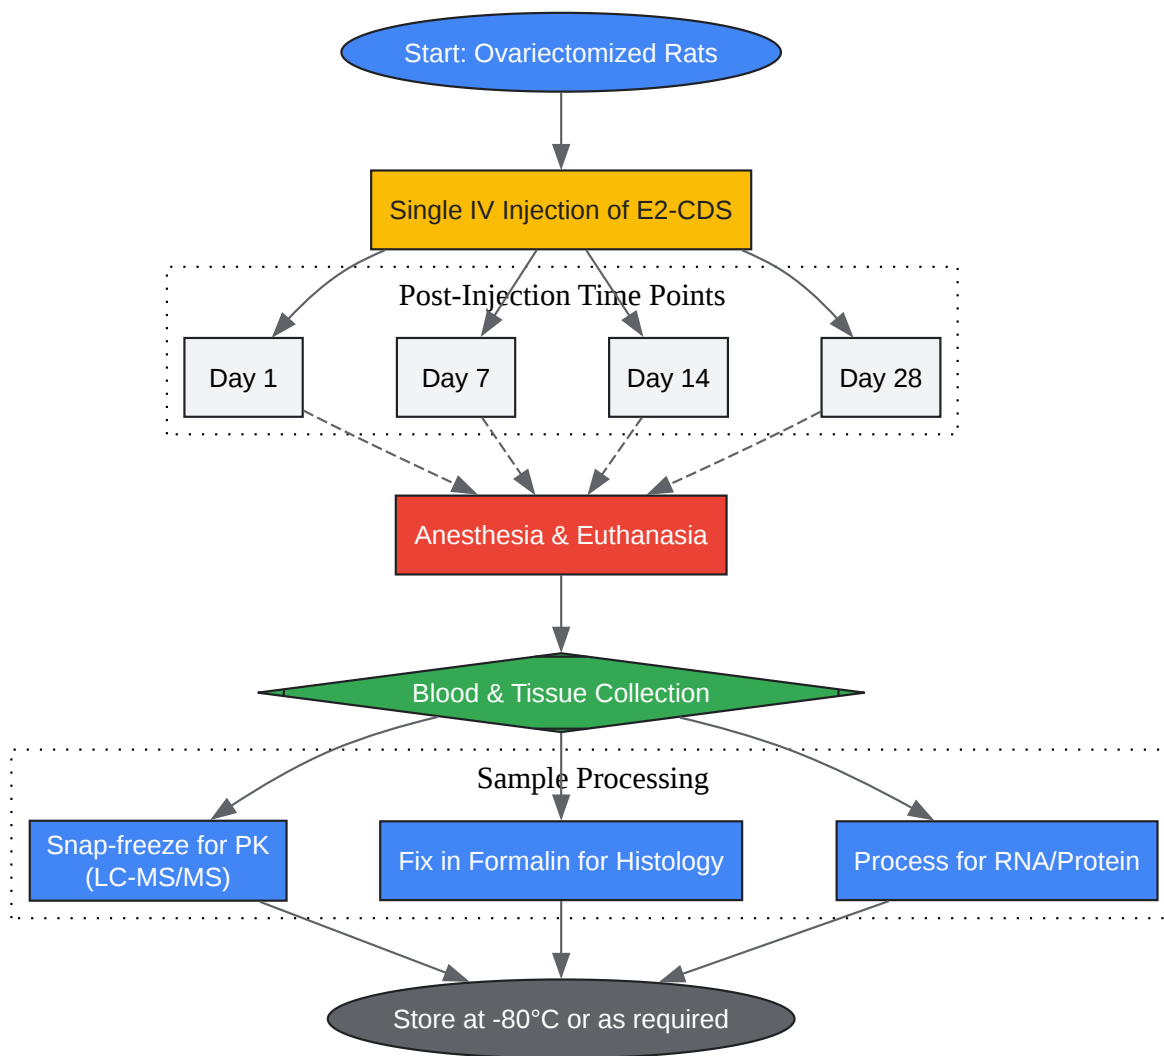 Start: Ovariectomized Rats
Single IV Injection of E2-CDS
Post-Injection Time Points
Day 1
Day 7
Day 14
Day 28
Anesthesia & Euthanasia
Blood & Tissue Collection
Sample Processing
Snap-freeze for PK
(LC-MS/MS)
Fix in Formalin for Histology
Process for RNA/Protein
Store at -80°C or as required